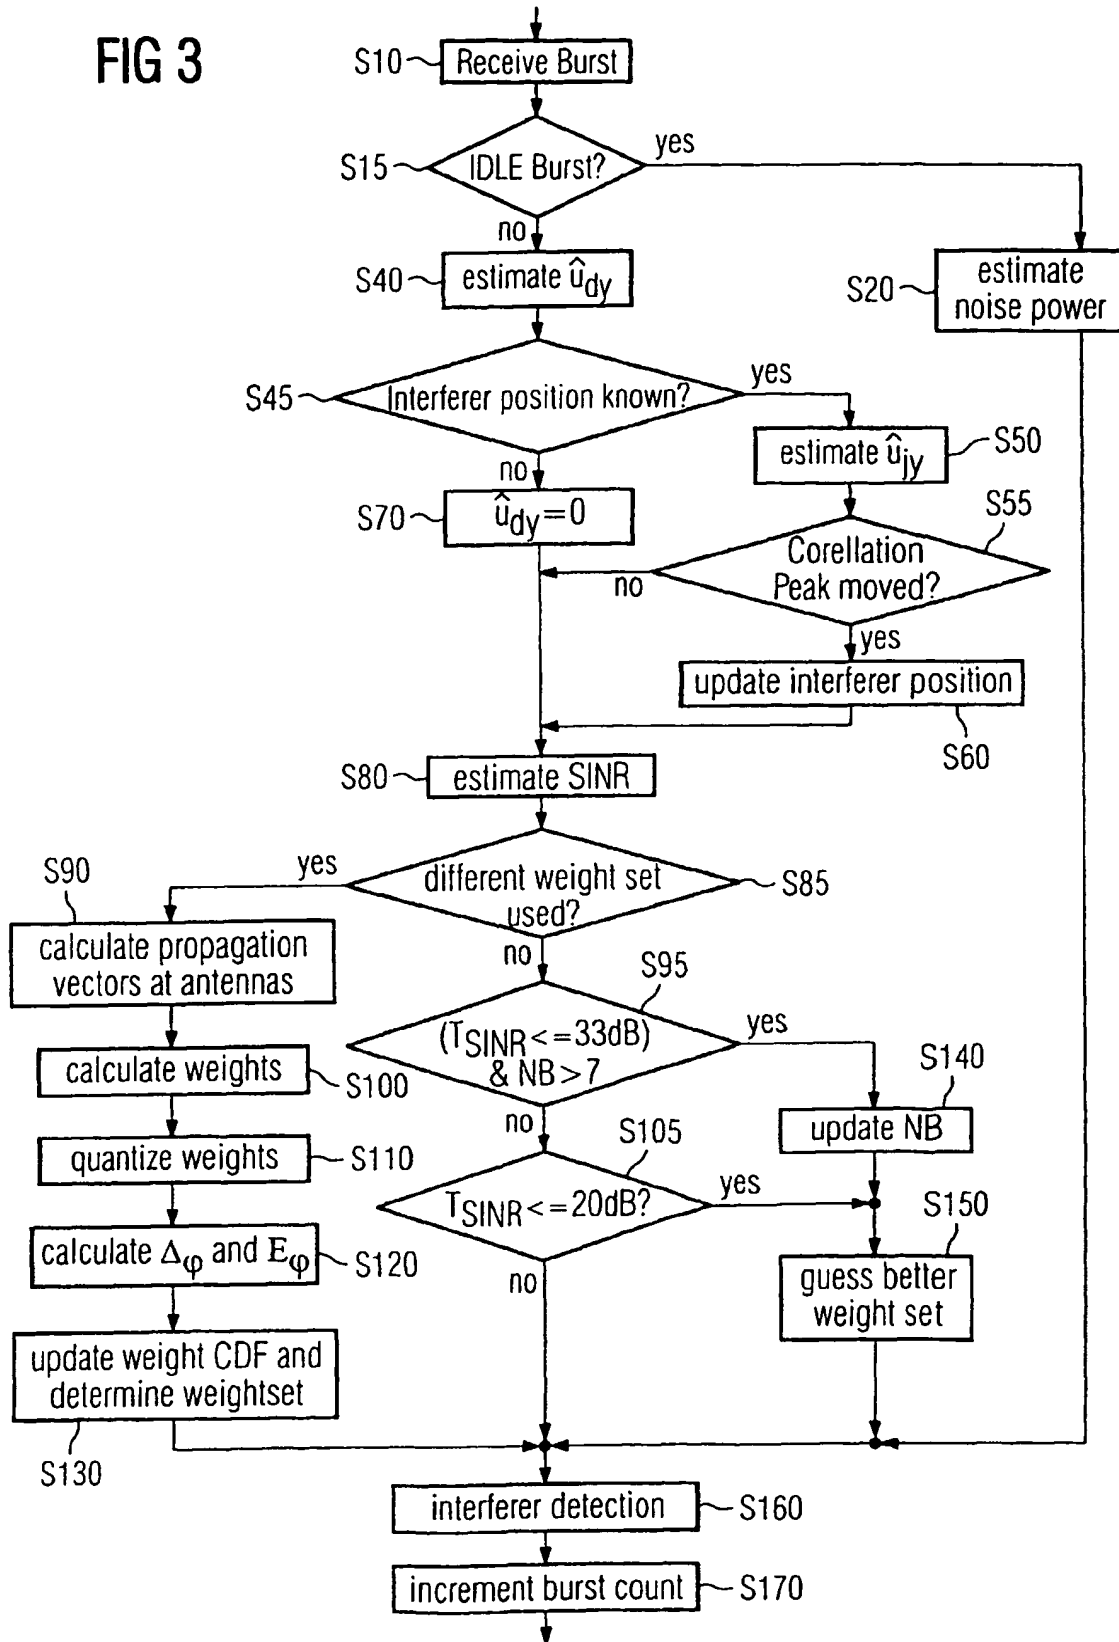 FIG 3
S10
Receive Burst
S15
IDLE Burst?
yes
no
S40
estimate û_dy
S20
estimate
noise power
S45
Interferer position known?
yes
no
S50
estimate û_jy
S70
û_dy=0
S55
Corellation
Peak moved?
no
yes
update interferer position
S60
S80
estimate SINR
S90
yes
different weight set
used?
S85
no
calculate propagation
vectors at antennas
S95
(T_SINR<=33dB)
& NB>7
yes
no
calculate weights
S100
S140
update NB
quantize weights
S110
S105
T_SINR<=20dB?
yes
no
S150
guess better
weight set
calculate Δ_φ and E_φ
S120
update weight CDF and
determine weightset
S130
interferer detection
S160
increment burst count
S170